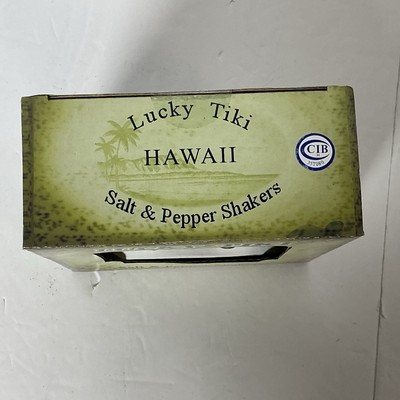 Lucky Tiki
HAWAII
Salt & Pepper Shakers
CIB